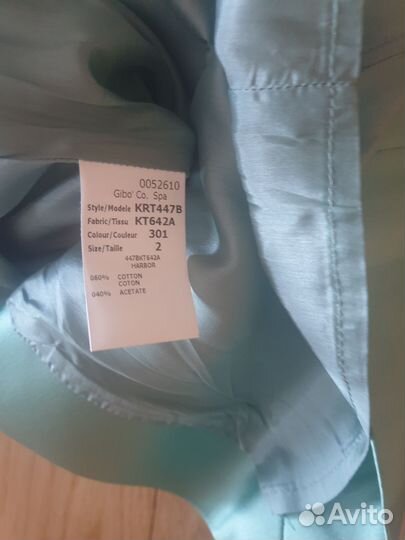 0052610
Gibo' Co. Spa
Style/Modele KRT447B
Fabric/Tissu KT642A
Colour/Couleur 301
Size/Taille 2
447BKT642A
HARBOR
060% COTTON
COTON
040% ACETATE
Avito